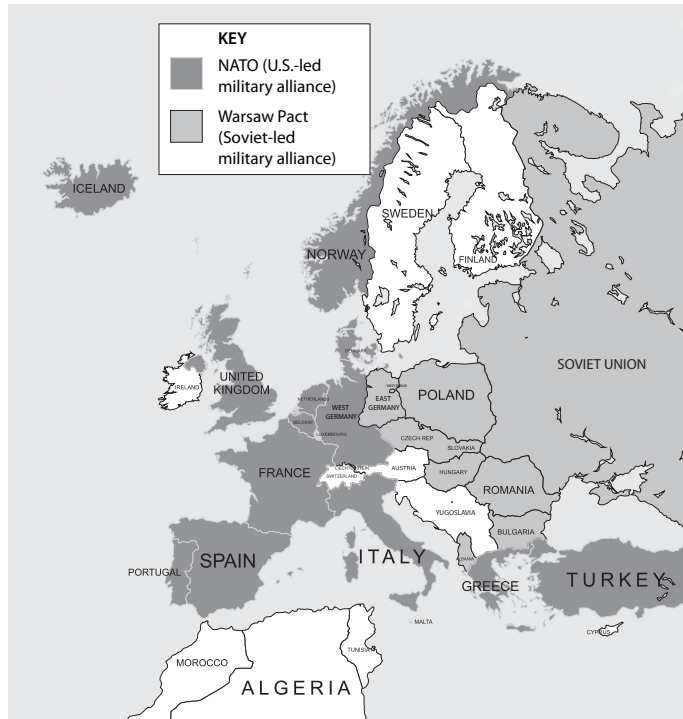 KEY
NATO (U.S.-led
military alliance)
Warsaw Pact
(Soviet-led
military alliance)
ICELAND
SWEDEN
NORWAY
FINLAND
SOVIET UNION
DENMARK
IRELAND
UNITED
KINGDOM
NETHERLANDS
BELGIUM
LUXEMBOURG
WEST
GERMANY
EAST
GERMANY
POLAND
CZECH REP.
SLOVAKIA
FRANCE
LIECHTENSTEIN
SWITZERLAND
AUSTRIA
HUNGARY
ROMANIA
YUGOSLAVIA
BULGARIA
PORTUGAL
SPAIN
ITALY
ALBANIA
GREECE
TURKEY
MALTA
CYPRUS
MOROCCO
TUNISIA
ALGERIA